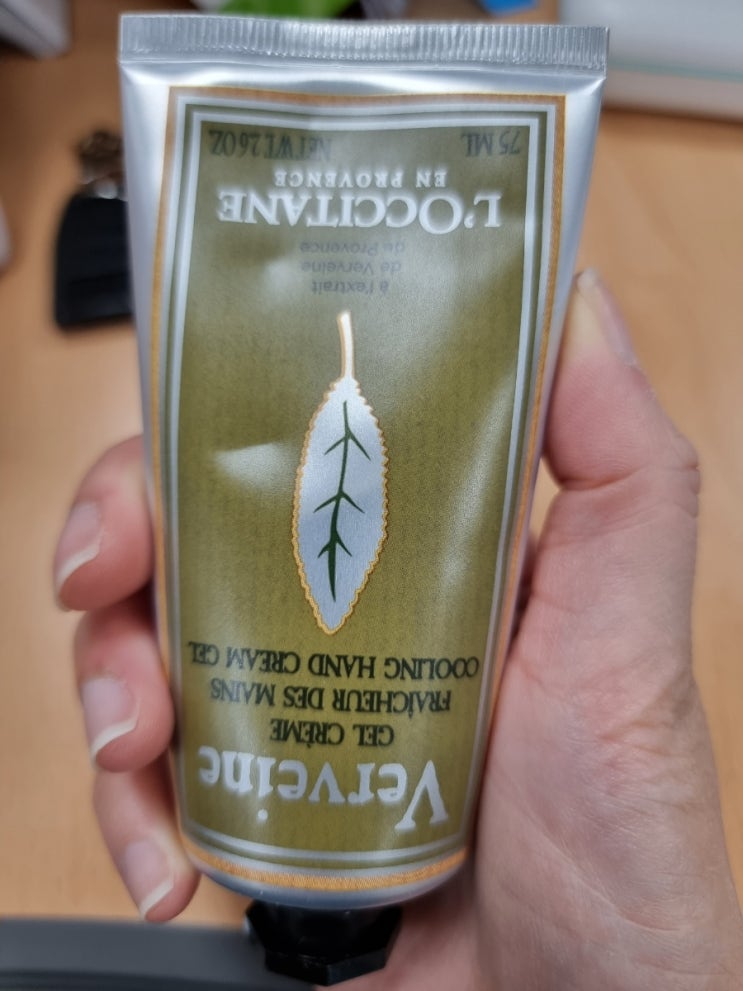 Verveine
GEL CRÈME
FRAÎCHEUR DES MAINS
COOLING HAND CREAM GEL
à l'extrait
de Verveine
de Provence
L'OCCITANE
EN PROVENCE
75 ML NET WT. 2.6 OZ